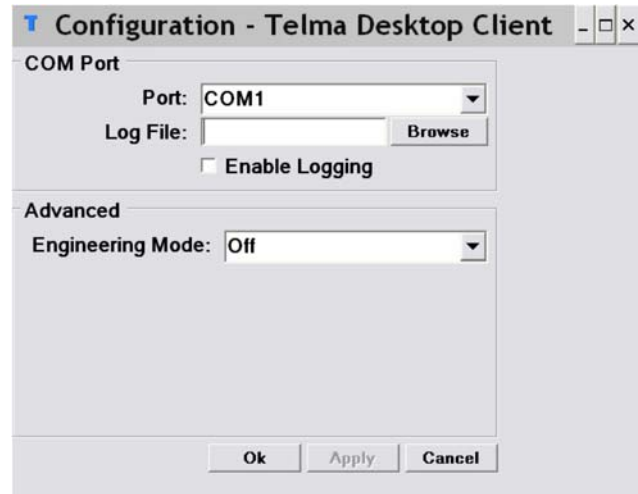 T Configuration - Telma Desktop Client
COM Port
Port: COM1
Log File: Browse
Enable Logging
Advanced
Engineering Mode: Off
Ok Apply Cancel